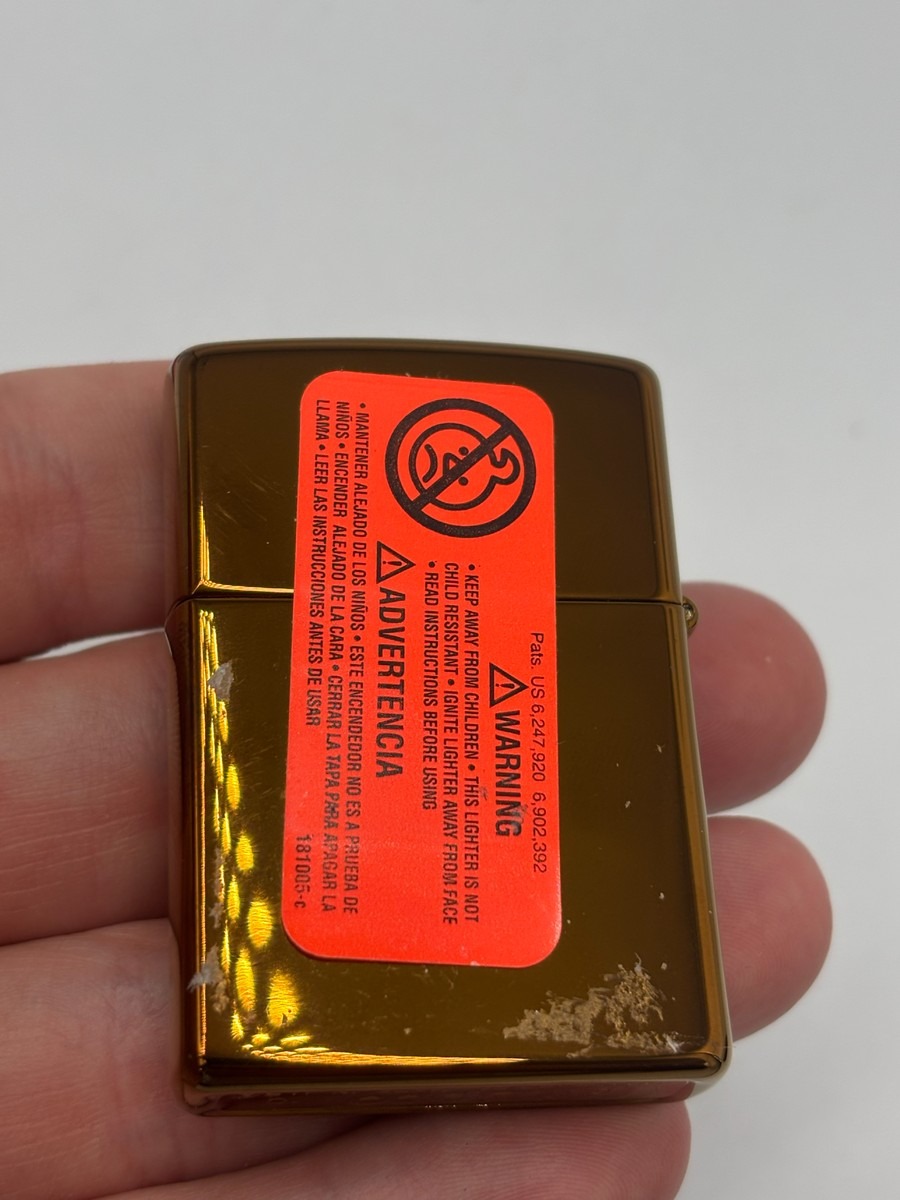 Pats. US 6,247,920 6,902,392
⚠ WARNING
• KEEP AWAY FROM CHILDREN • THIS LIGHTER IS NOT
CHILD RESISTANT • IGNITE LIGHTER AWAY FROM FACE
• READ INSTRUCTIONS BEFORE USING
⚠ ADVERTENCIA
• MANTENER ALEJADO DE LOS NIÑOS • ESTE ENCENDEDOR NO ES A PRUEBA DE
NIÑOS • ENCENDER ALEJADO DE LA CARA • CERRAR LA TAPA PARA APAGAR LA
LLAMA • LEER LAS INSTRUCCIONES ANTES DE USAR
181005-c